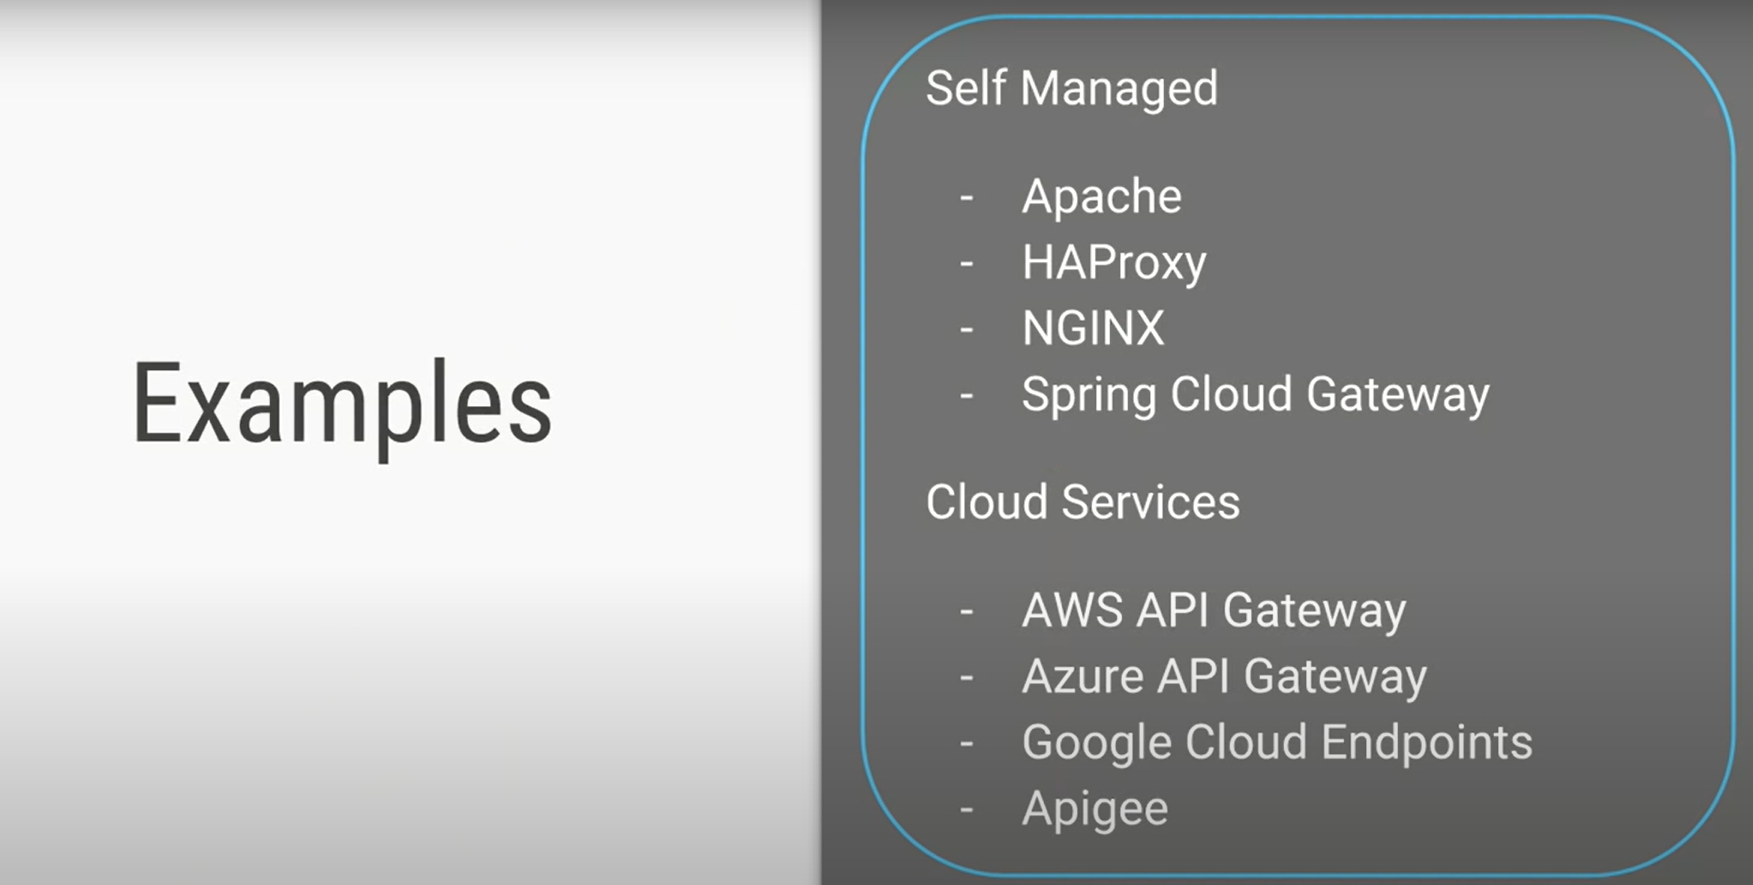 Examples
Self Managed
- Apache
- HAProxy
- NGINX
- Spring Cloud Gateway
Cloud Services
- AWS API Gateway
- Azure API Gateway
- Google Cloud Endpoints
- Apigee